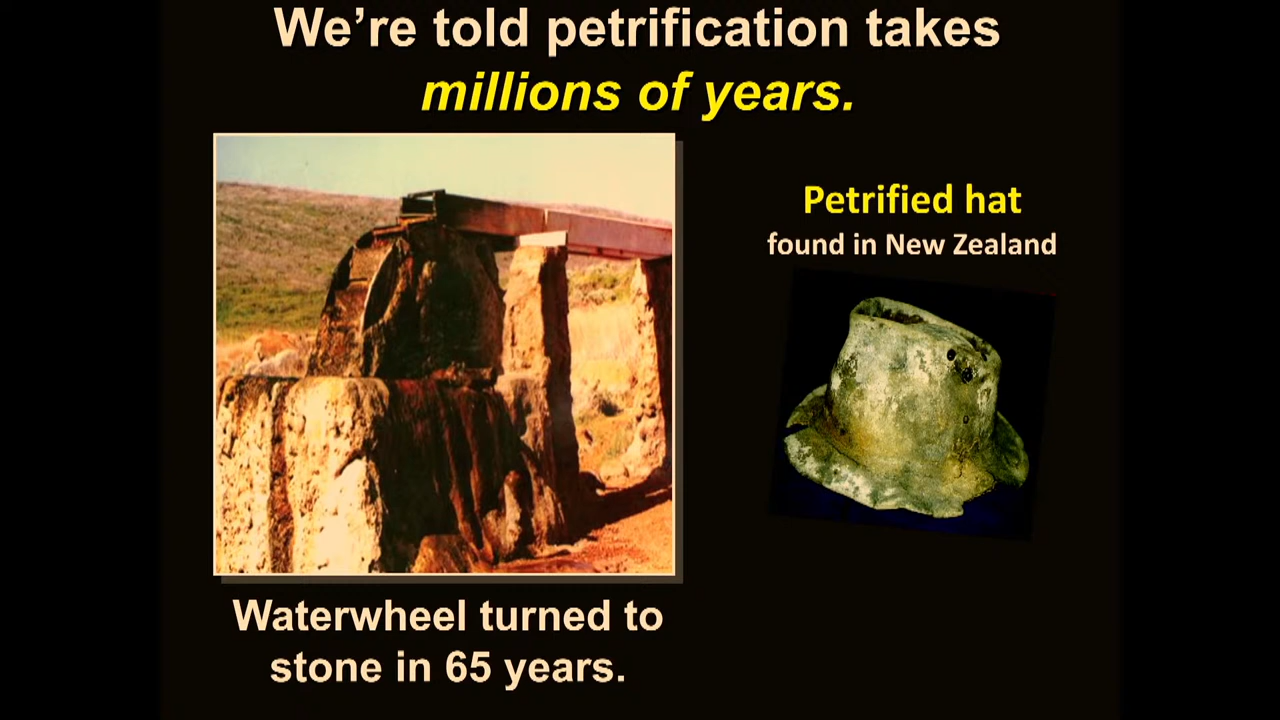 We’re told petrification takes
millions of years.
Petrified hat
found in New Zealand
Waterwheel turned to
stone in 65 years.